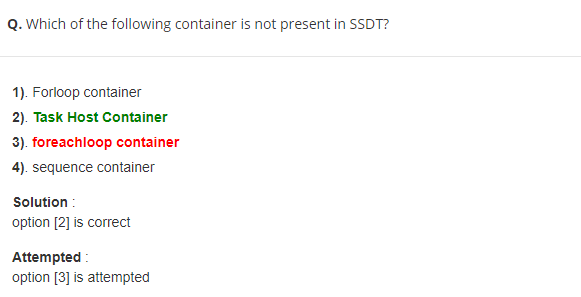 Q. Which of the following container is not present in SSDT?
1). Forloop container
2). Task Host Container
3). foreachloop container
4). sequence container
Solution :
option [2] is correct
Attempted :
option [3] is attempted